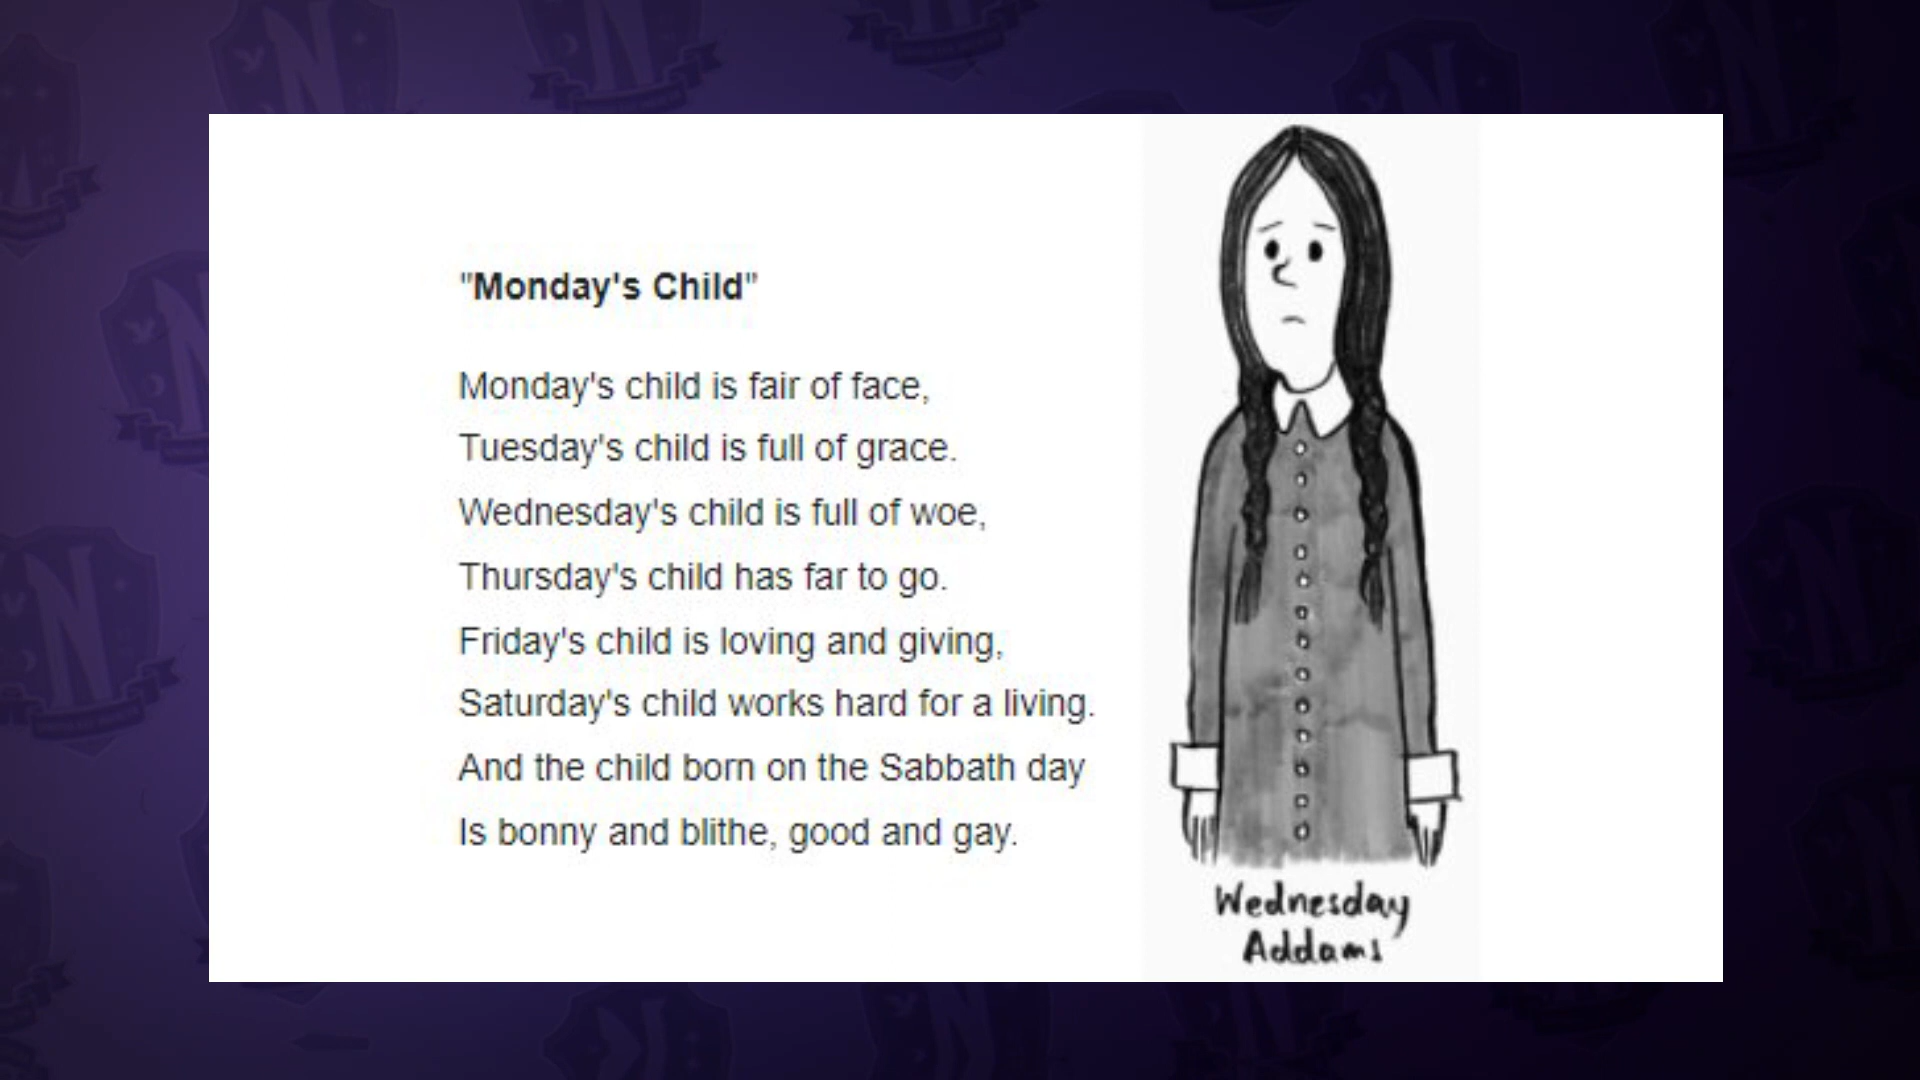 "Monday's Child"
Monday's child is fair of face,
Tuesday's child is full of grace.
Wednesday's child is full of woe,
Thursday's child has far to go.
Friday's child is loving and giving,
Saturday's child works hard for a living.
And the child born on the Sabbath day
Is bonny and blithe, good and gay.
Wednesday
Addams